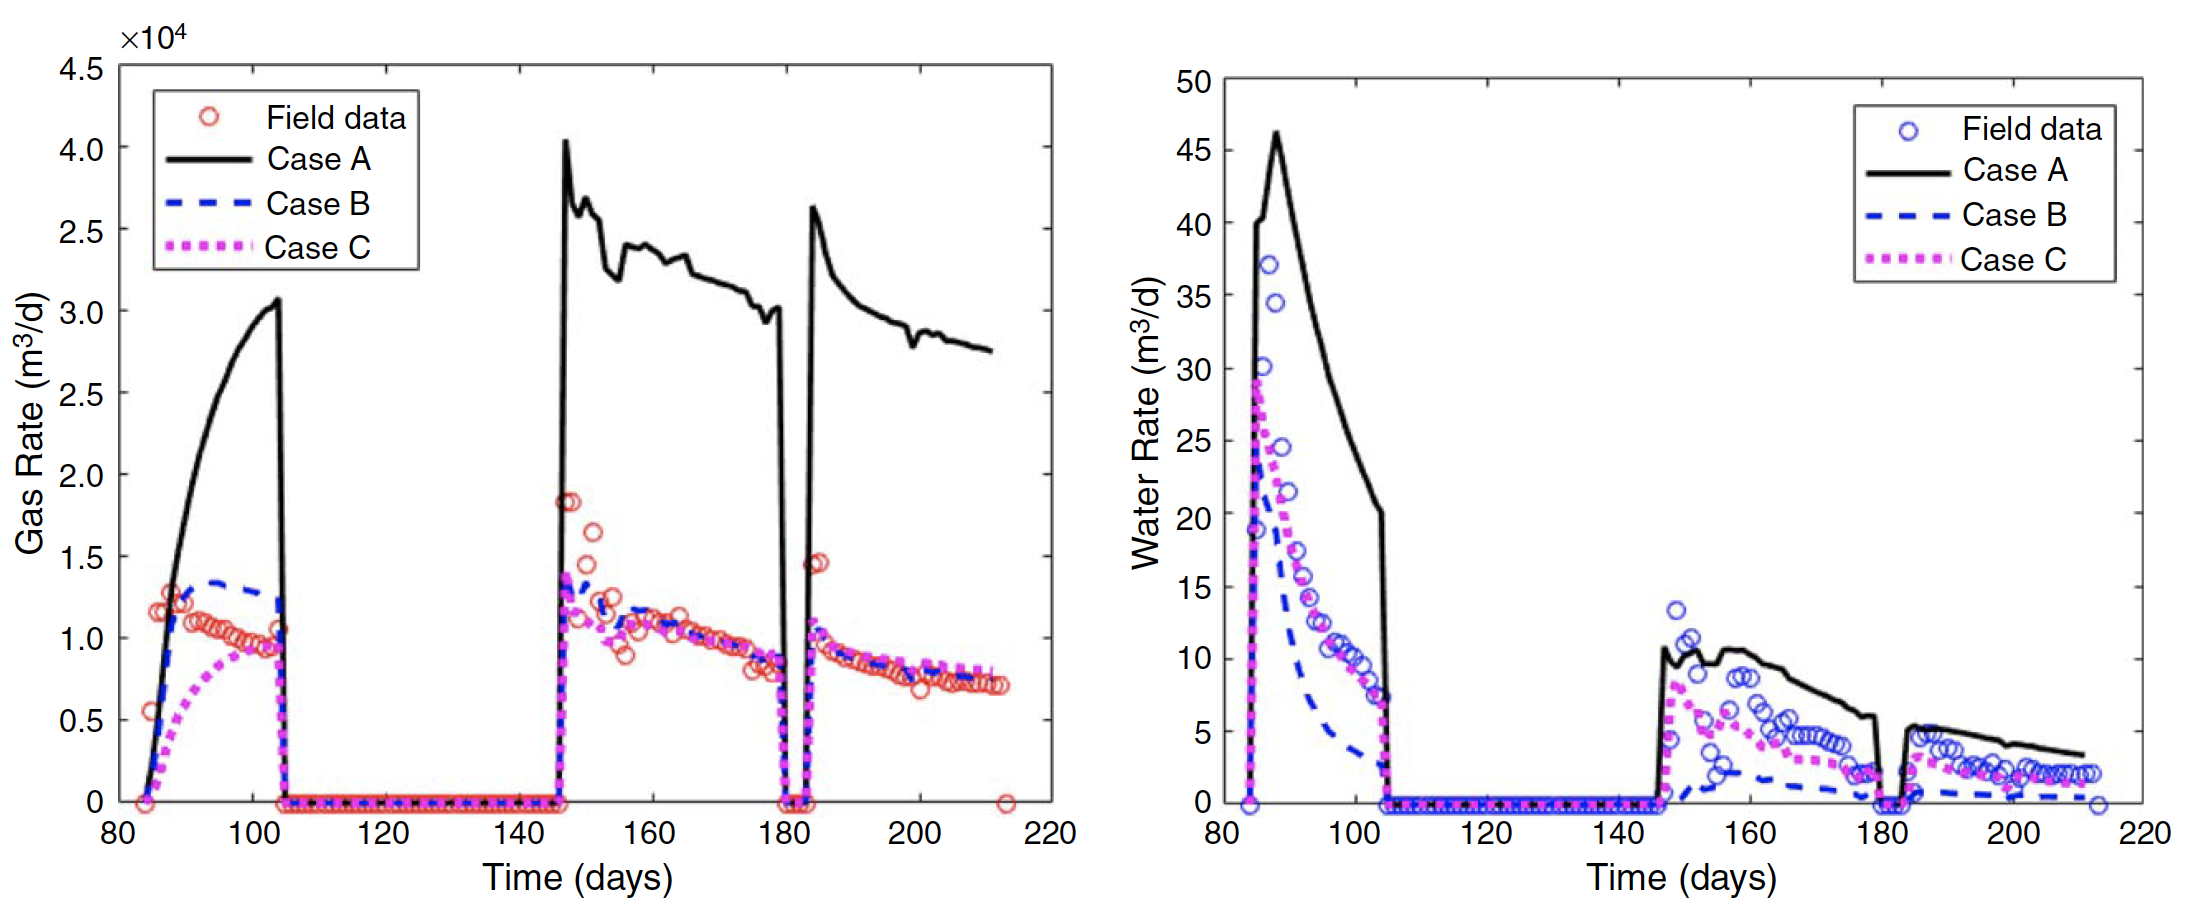 ×10⁴
4.5
4.0
2.5
3.0
2.5
2.0
1.5
1.0
0.5
0
80 100 120 140 160 180 200 220
Gas Rate (m³/d)
Time (days)
Field data
Case A
Case B
Case C
50
45
40
35
30
25
20
15
10
5
0
80 100 120 140 160 180 200 220
Water Rate (m³/d)
Time (days)
Field data
Case A
Case B
Case C